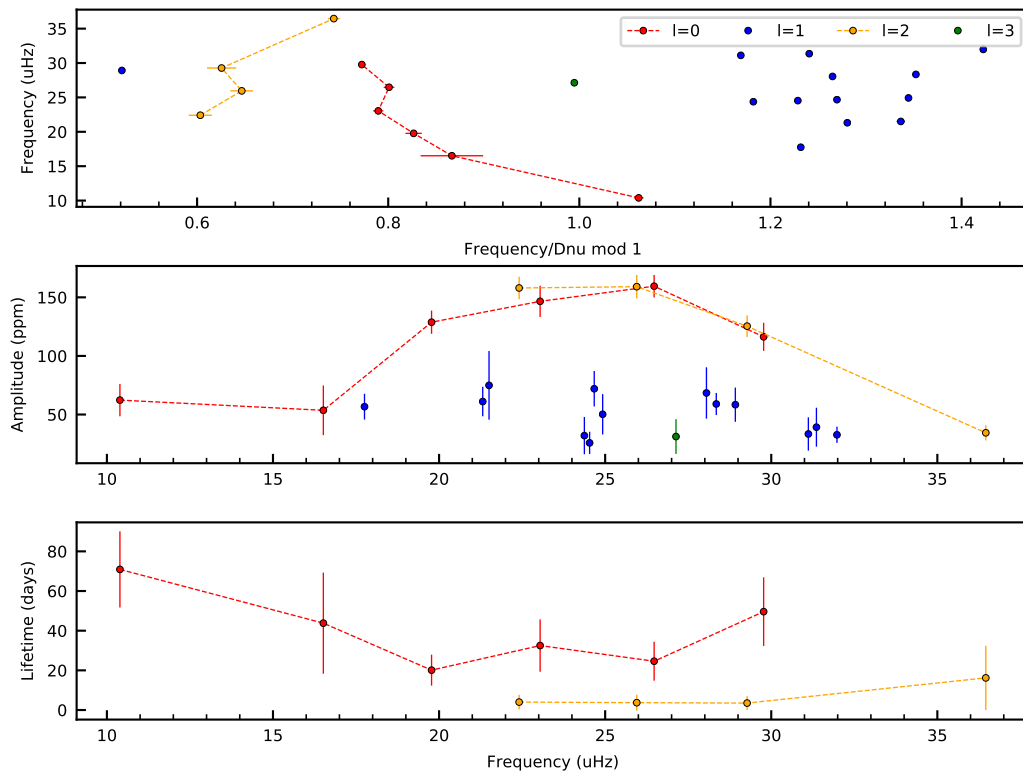 35
30
25
20
15
10
Frequency (uHz)
l=0 l=1 l=2 l=3
0.6 0.8 1.0 1.2 1.4
Frequency/Dnu mod 1
150
100
50
Amplitude (ppm)
10 15 20 25 30 35
80
60
40
20
0
Lifetime (days)
10 15 20 25 30 35
Frequency (uHz)